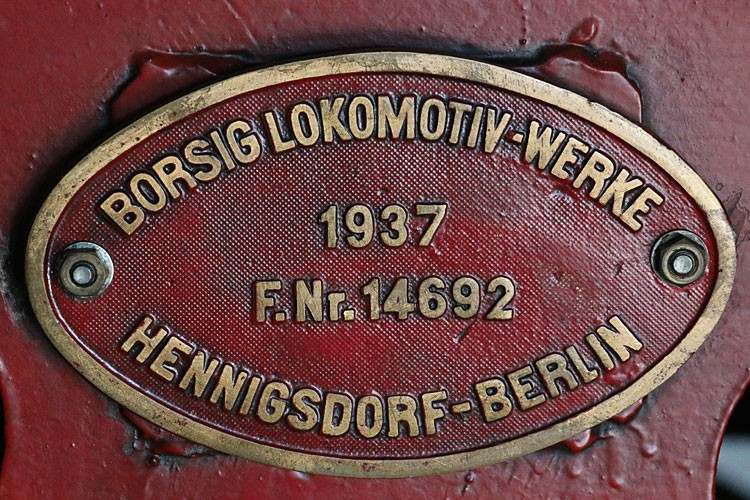 BORSIG LOKOMOTIV-WERKE
1937
F.Nr.14692
HENNIGSDORF-BERLIN